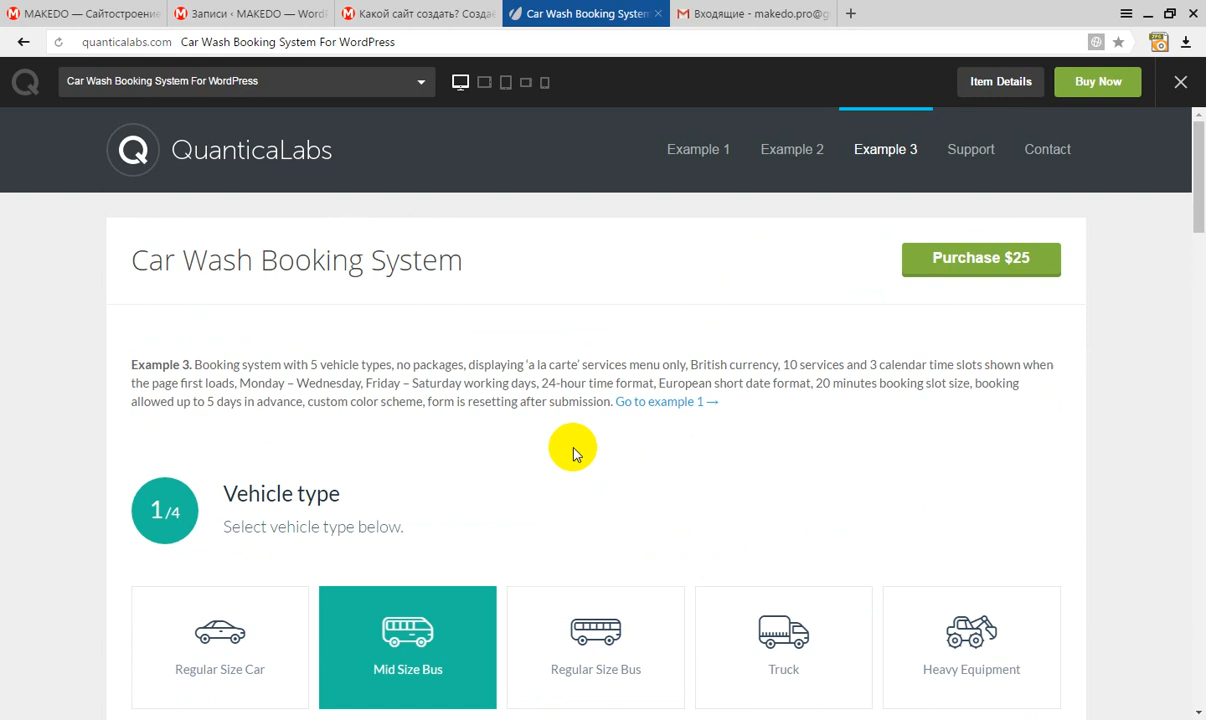 MAKEDO — Сайтостроение
Записи ‹ MAKEDO — Word
Какой сайт создать? Созда
Car Wash Booking System
Входящие - makedo.pro@g
quanticalabs.com Car Wash Booking System For WordPress
Car Wash Booking System For WordPress
Item Details
Buy Now
Q QuanticaLabs
Example 1
Example 2
Example 3
Support
Contact
Car Wash Booking System
Purchase $25
Example 3. Booking system with 5 vehicle types, no packages, displaying ‘a la carte’ services menu only, British currency, 10 services and 3 calendar time slots shown when
the page first loads, Monday – Wednesday, Friday – Saturday working days, 24-hour time format, European short date format, 20 minutes booking slot size, booking
allowed up to 5 days in advance, custom color scheme, form is resetting after submission. Go to example 1 →
1/4
Vehicle type
Select vehicle type below.
Regular Size Car
Mid Size Bus
Regular Size Bus
Truck
Heavy Equipment